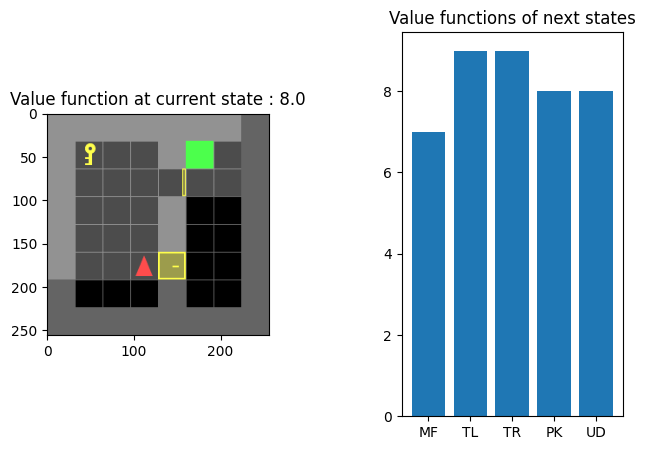 Value function at current state : 8.0
0
50
100
150
200
250
0
100
200
Value functions of next states
8
6
4
2
0
MF
TL
TR
PK
UD